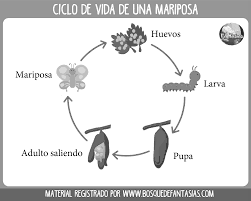 CICLO DE VIDA DE UNA MARIPOSA
Huevos
Mariposa
Larva
Adulto saliendo
Pupa
MATERIAL REGISTRADO POR WWW.BOSQUEDEFANTASIAS.COM